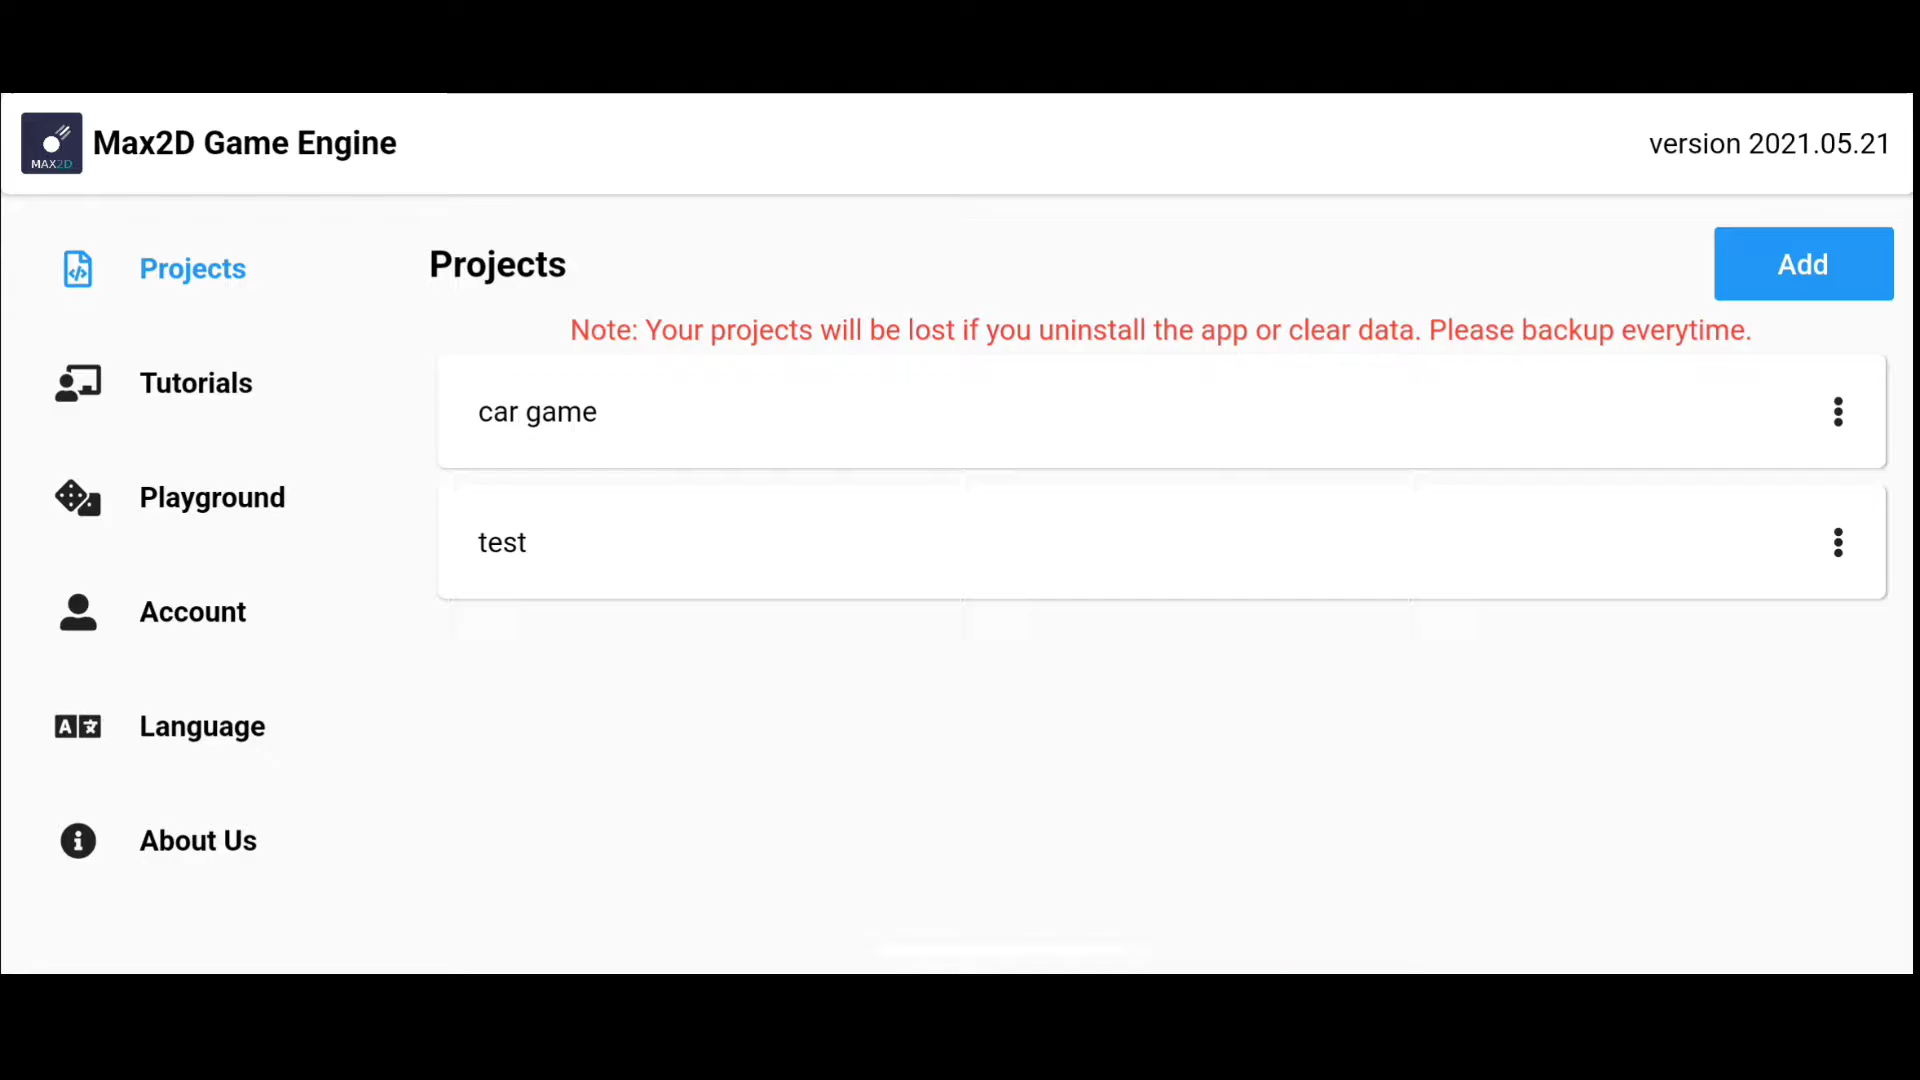 MAX2D
Max2D Game Engine
version 2021.05.21
Projects
Projects
Add
Note: Your projects will be lost if you uninstall the app or clear data. Please backup everytime.
Tutorials
car game
Playground
test
Account
A
Language
About Us